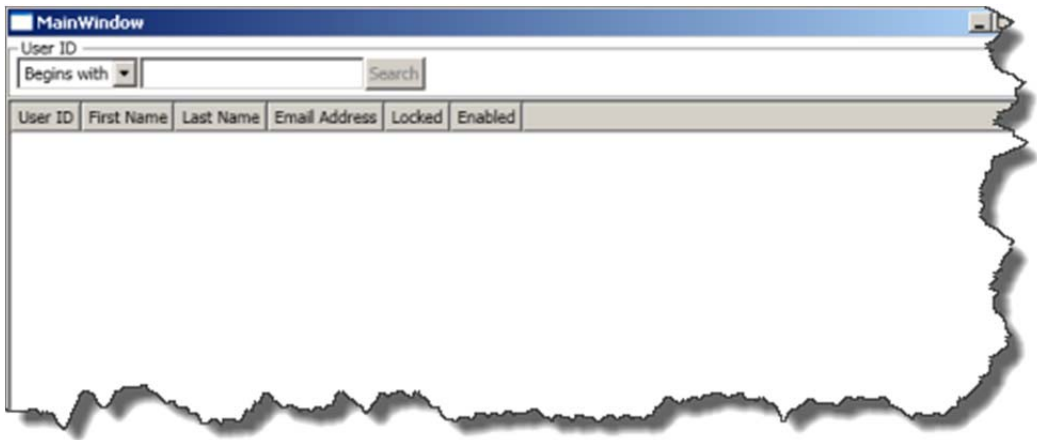 MainWindow
User ID
Begins with Search
User ID First Name Last Name Email Address Locked Enabled